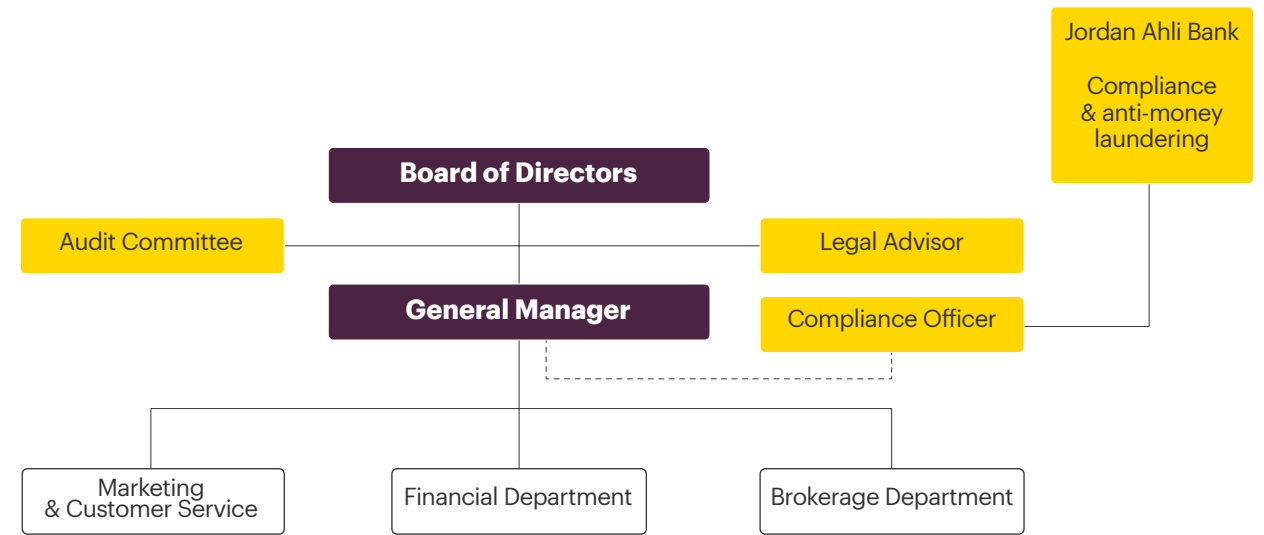 Jordan Ahli Bank
Compliance
& anti-money
laundering
Board of Directors
Audit Committee
Legal Advisor
General Manager
Compliance Officer
Marketing
& Customer Service
Financial Department
Brokerage Department